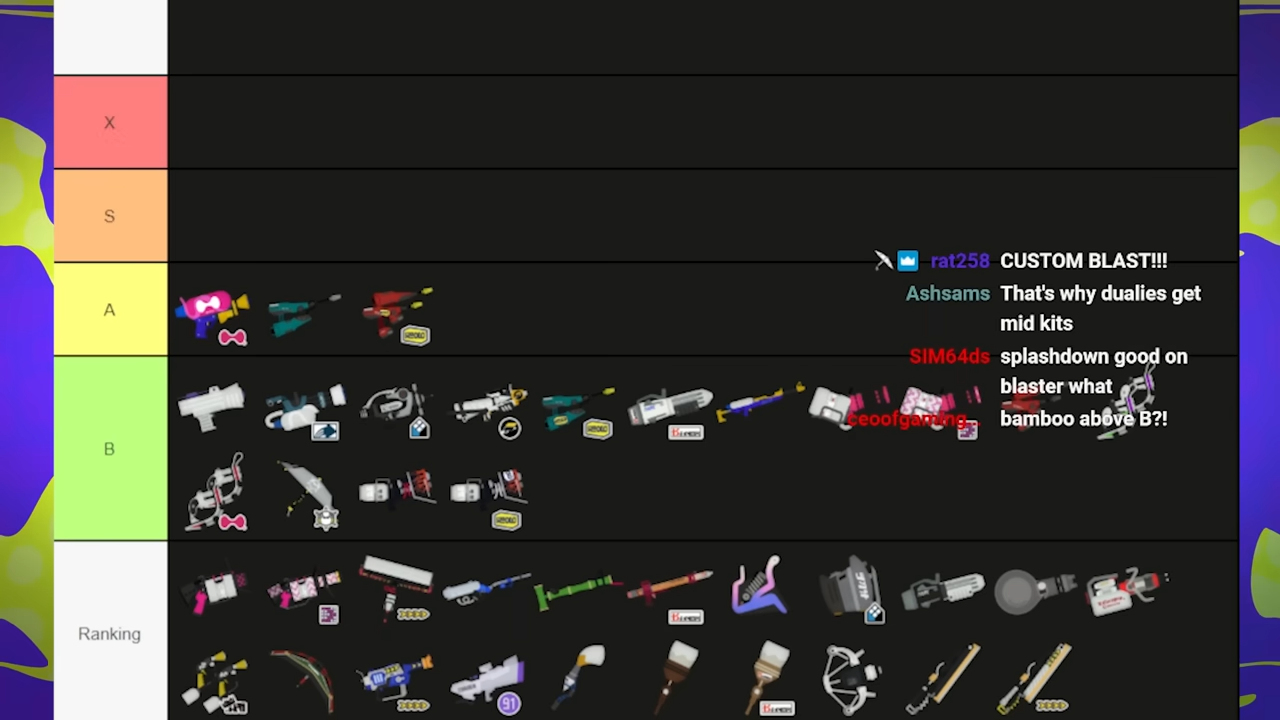 X
S
A
B
Ranking
rat258 CUSTOM BLAST!!!
Ashsams That's why dualies get
mid kits
SIM64ds splashdown good on
blaster what
ceoofgaming... bamboo above B?!
91